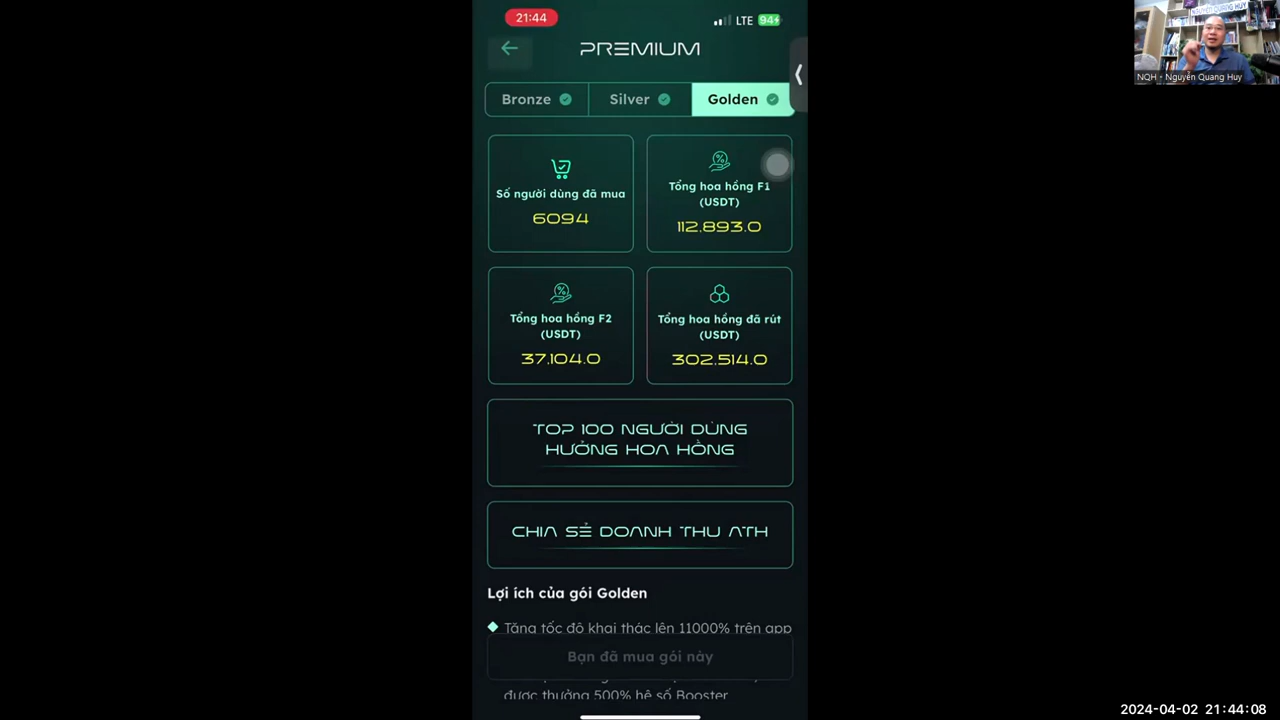 21:44
LTE
94
PREMIUM
Bronze
Silver
Golden
Số người dùng đã mua
6094
Tổng hoa hồng F1
(USDT)
112.893.0
Tổng hoa hồng F2
(USDT)
37.104.0
Tổng hoa hồng đã rút
(USDT)
302.514.0
TOP 100 NGƯỜI DÙNG
HƯỞNG HOA HỒNG
CHIA SẺ DOANH THU ATH
Lợi ích của gói Golden
Tăng tốc độ khai thác lên 11000% trên app
Bạn đã mua gói này
được thưởng 500% hệ số Booster
NGUYỄN QUANG HUY
NQH - Nguyễn Quang Huy
2024-04-02 21:44:08